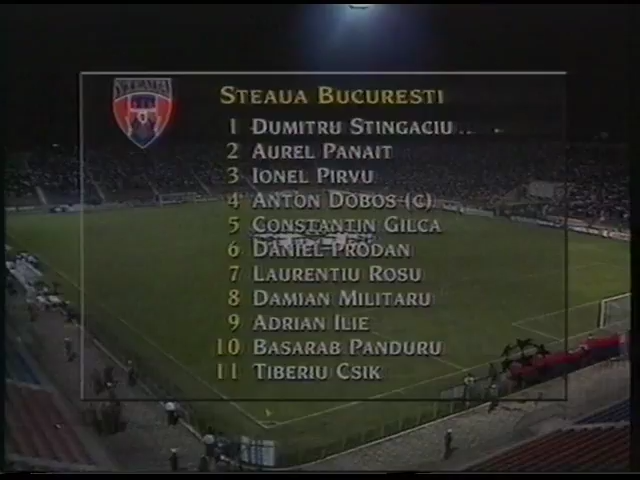 STEAUA
STEAUA BUCURESTI
1 DUMITRU STINGACIU
2 AUREL PANAIT
3 IONEL PIRVU
4 ANTON DOBOS (C)
5 CONSTANTIN GILCA
6 DANIEL PRODAN
7 LAURENTIU ROSU
8 DAMIAN MILITARU
9 ADRIAN ILIE
10 BASARAB PANDURU
11 TIBERIU CSIK